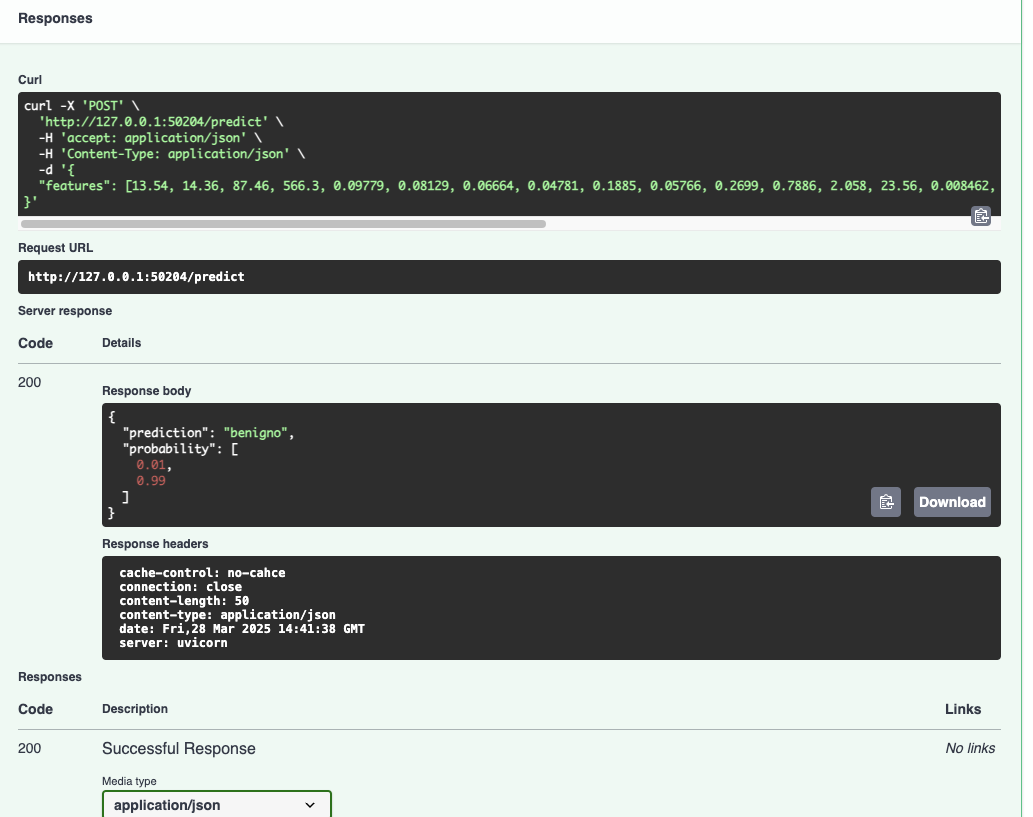 Responses
Curl
curl -X 'POST' \
'http://127.0.0.1:50204/predict' \
-H 'accept: application/json' \
-H 'Content-Type: application/json' \
-d '{
"features": [13.54, 14.36, 87.46, 566.3, 0.09779, 0.08129, 0.06664, 0.04781, 0.1885, 0.05766, 0.2699, 0.7886, 2.058, 23.56, 0.008462,
}'
Request URL
http://127.0.0.1:50204/predict
Server response
Code Details
200
Response body
{
"prediction": "benigno",
"probability": [
0.01,
0.99
]
}
Download
Response headers
cache-control: no-cahce
connection: close
content-length: 50
content-type: application/json
date: Fri,28 Mar 2025 14:41:38 GMT
server: uvicorn
Responses
Code Description Links
200 Successful Response No links
Media type
application/json